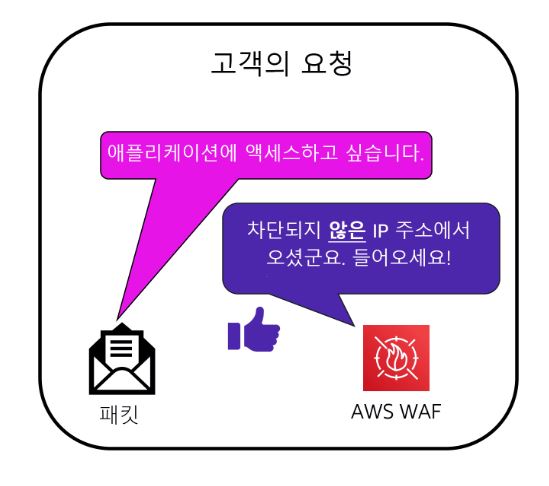 고객의 요청
애플리케이션에 액세스하고 싶습니다.
차단되지 않은 IP 주소에서
오셨군요. 들어오세요!
패킷
AWS WAF